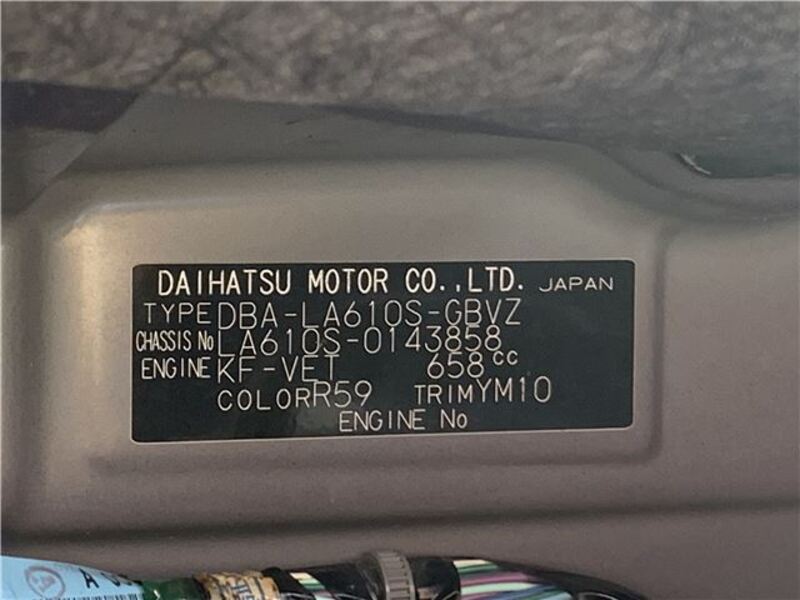 DAIHATSU MOTOR CO.,LTD. JAPAN
TYPE DBA-LA610S-GBVZ
CHASSIS No LA610S-0143858
ENGINE KF-VET 658cc
COLOR R59 TRIM YM10
ENGINE No